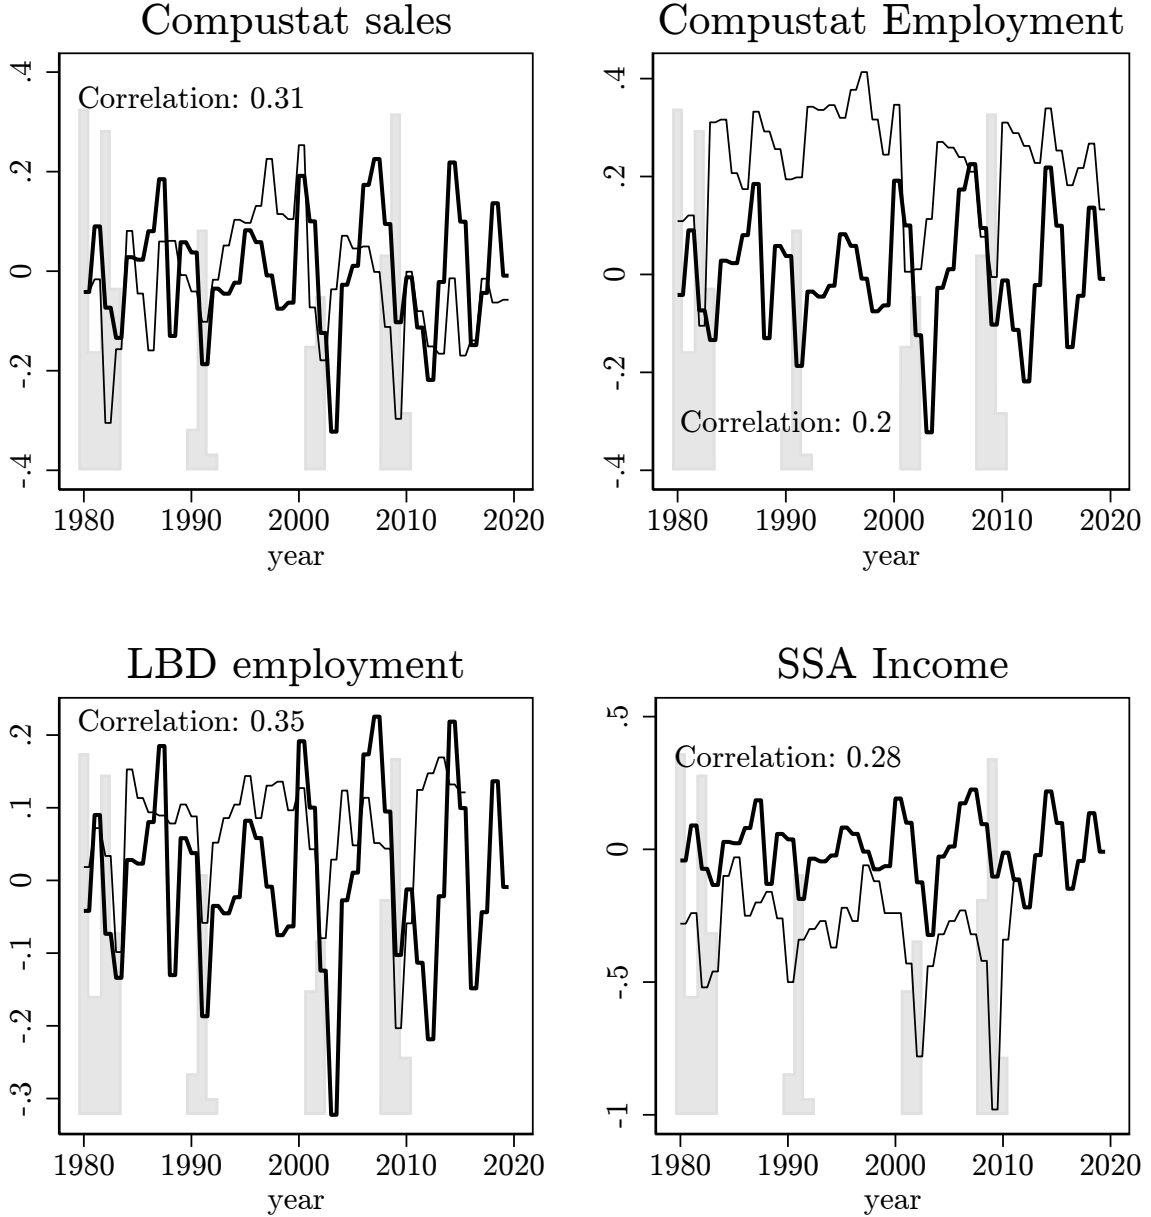 Compustat sales
Correlation: 0.31
.4
.2
0
-.2
-.4
1980 1990 2000 2010 2020
year
Compustat Employment
.4
.2
0
-.2
-.4
Correlation: 0.2
1980 1990 2000 2010 2020
year
LBD employment
Correlation: 0.35
.2
.1
0
-.1
-.2
-.3
1980 1990 2000 2010 2020
year
SSA Income
.5
Correlation: 0.28
0
-.5
-1
1980 1990 2000 2010 2020
year